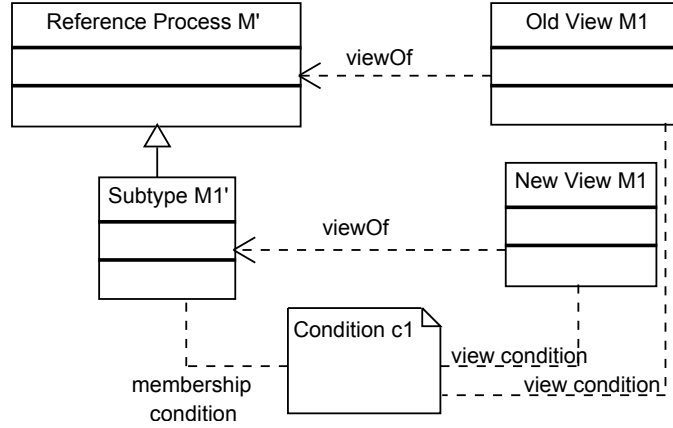 Reference Process M'
Old View M1
viewOf
Subtype M1'
New View M1
viewOf
Condition c1
view condition
membership
condition
view condition